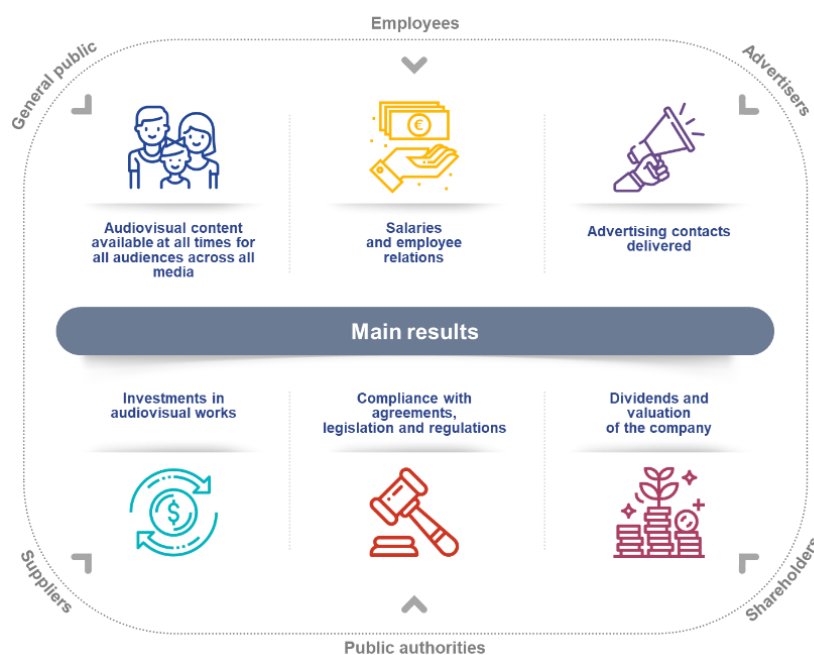 Employees
General public
Advertisers
€
Audiovisual content
available at all times for
all audiences across all
media
Salaries
and employee
relations
Advertising contacts
delivered
Main results
Investments in
audiovisual works
Compliance with
agreements,
legislation and regulations
Dividends and
valuation
of the company
$
Suppliers
Shareholders
Public authorities